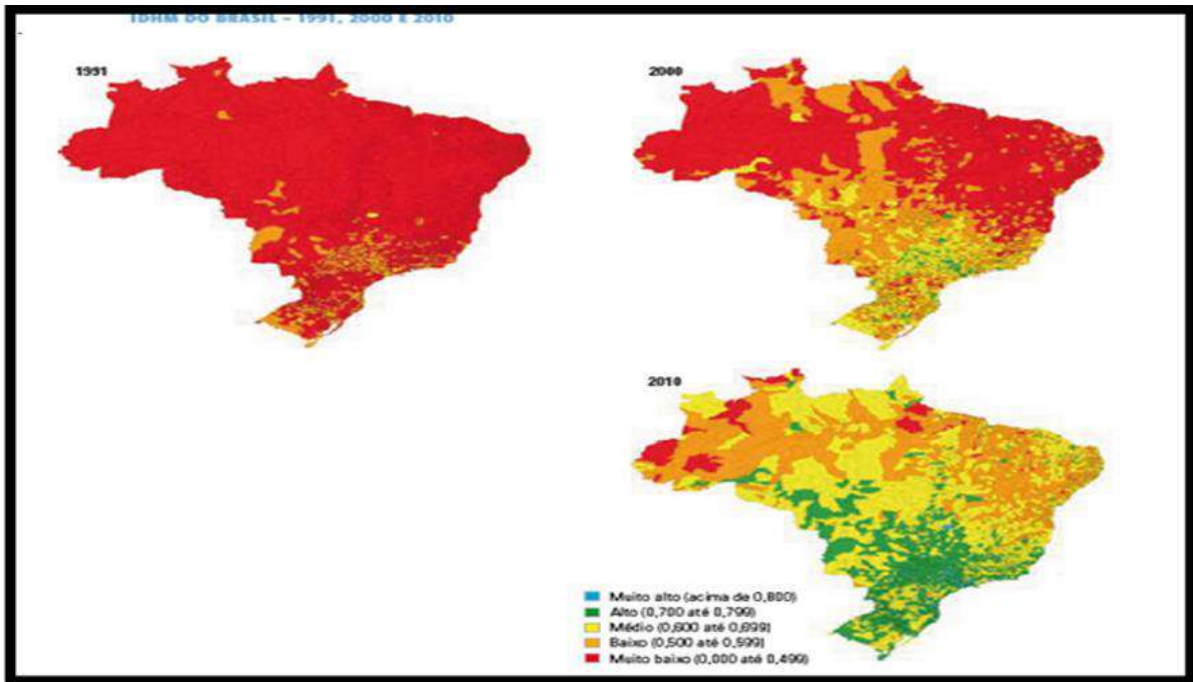 IDHM DO BRASIL – 1991, 2000 E 2010
1991
2000
2010
Muito alto (acima de 0,800)
Alto (0,700 até 0,799)
Médio (0,600 até 0,699)
Baixo (0,500 até 0,599)
Muito baixo (0,000 até 0,499)